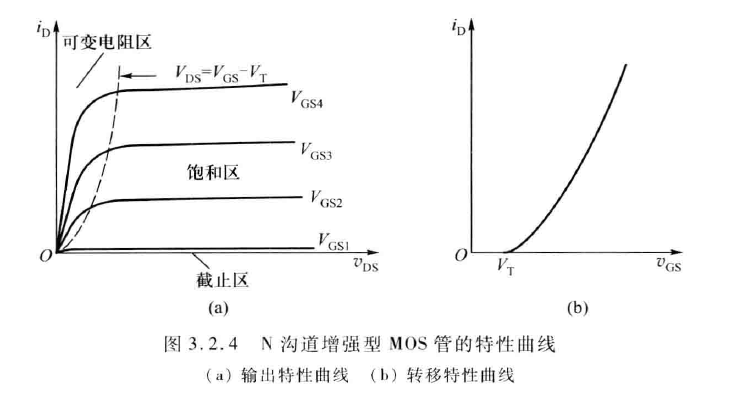 i_D
可变电阻区
V_DS=V_GS-V_T
V_GS4
V_GS3
饱和区
V_GS2
V_GS1
O
v_DS
截止区
(a)
i_D
O
V_T
v_GS
(b)
图 3.2.4 N 沟道增强型 MOS 管的特性曲线
(a) 输出特性曲线 (b) 转移特性曲线